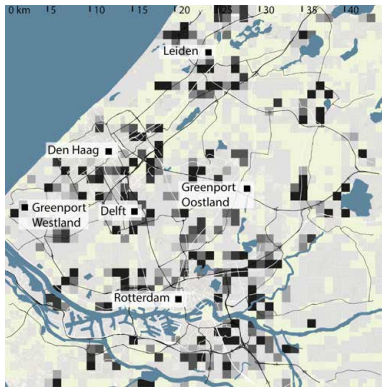 0 km 5 10 15 20 25 30 35 40
Leiden
Den Haag
Greenport
Oostland
Greenport
Westland
Delft
Rotterdam